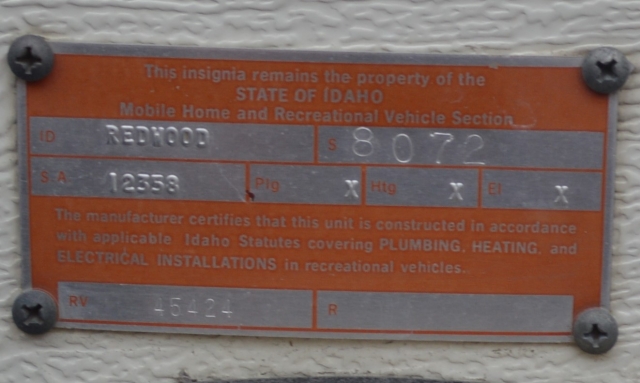 This insignia remains the property of the
STATE OF IDAHO
Mobile Home and Recreational Vehicle Section
ID REDWOOD S 8072
S.A. 12338 Plg X Htg X El X
The manufacturer certifies that this unit is constructed in accordance
with applicable Idaho Statutes covering PLUMBING, HEATING, and
ELECTRICAL INSTALLATIONS in recreational vehicles.
RV 45424 R